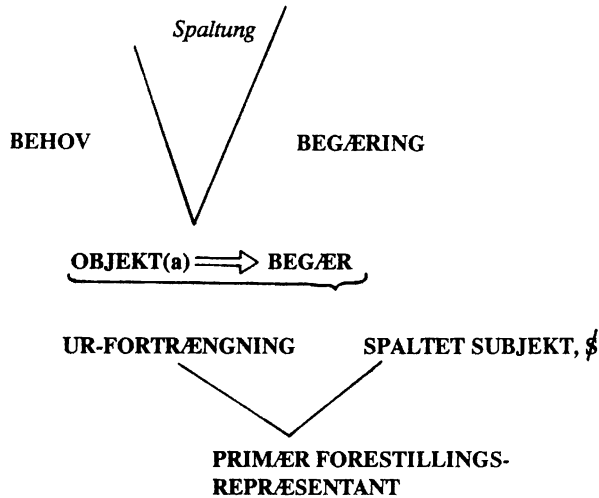 Spaltung
BEHOV BEGÆRING
OBJEKT(a) ⟹ BEGÆR
UR-FORTRÆNGNING SPALTET SUBJEKT, $
PRIMÆR FORESTILLINGS-
REPRÆSENTANT